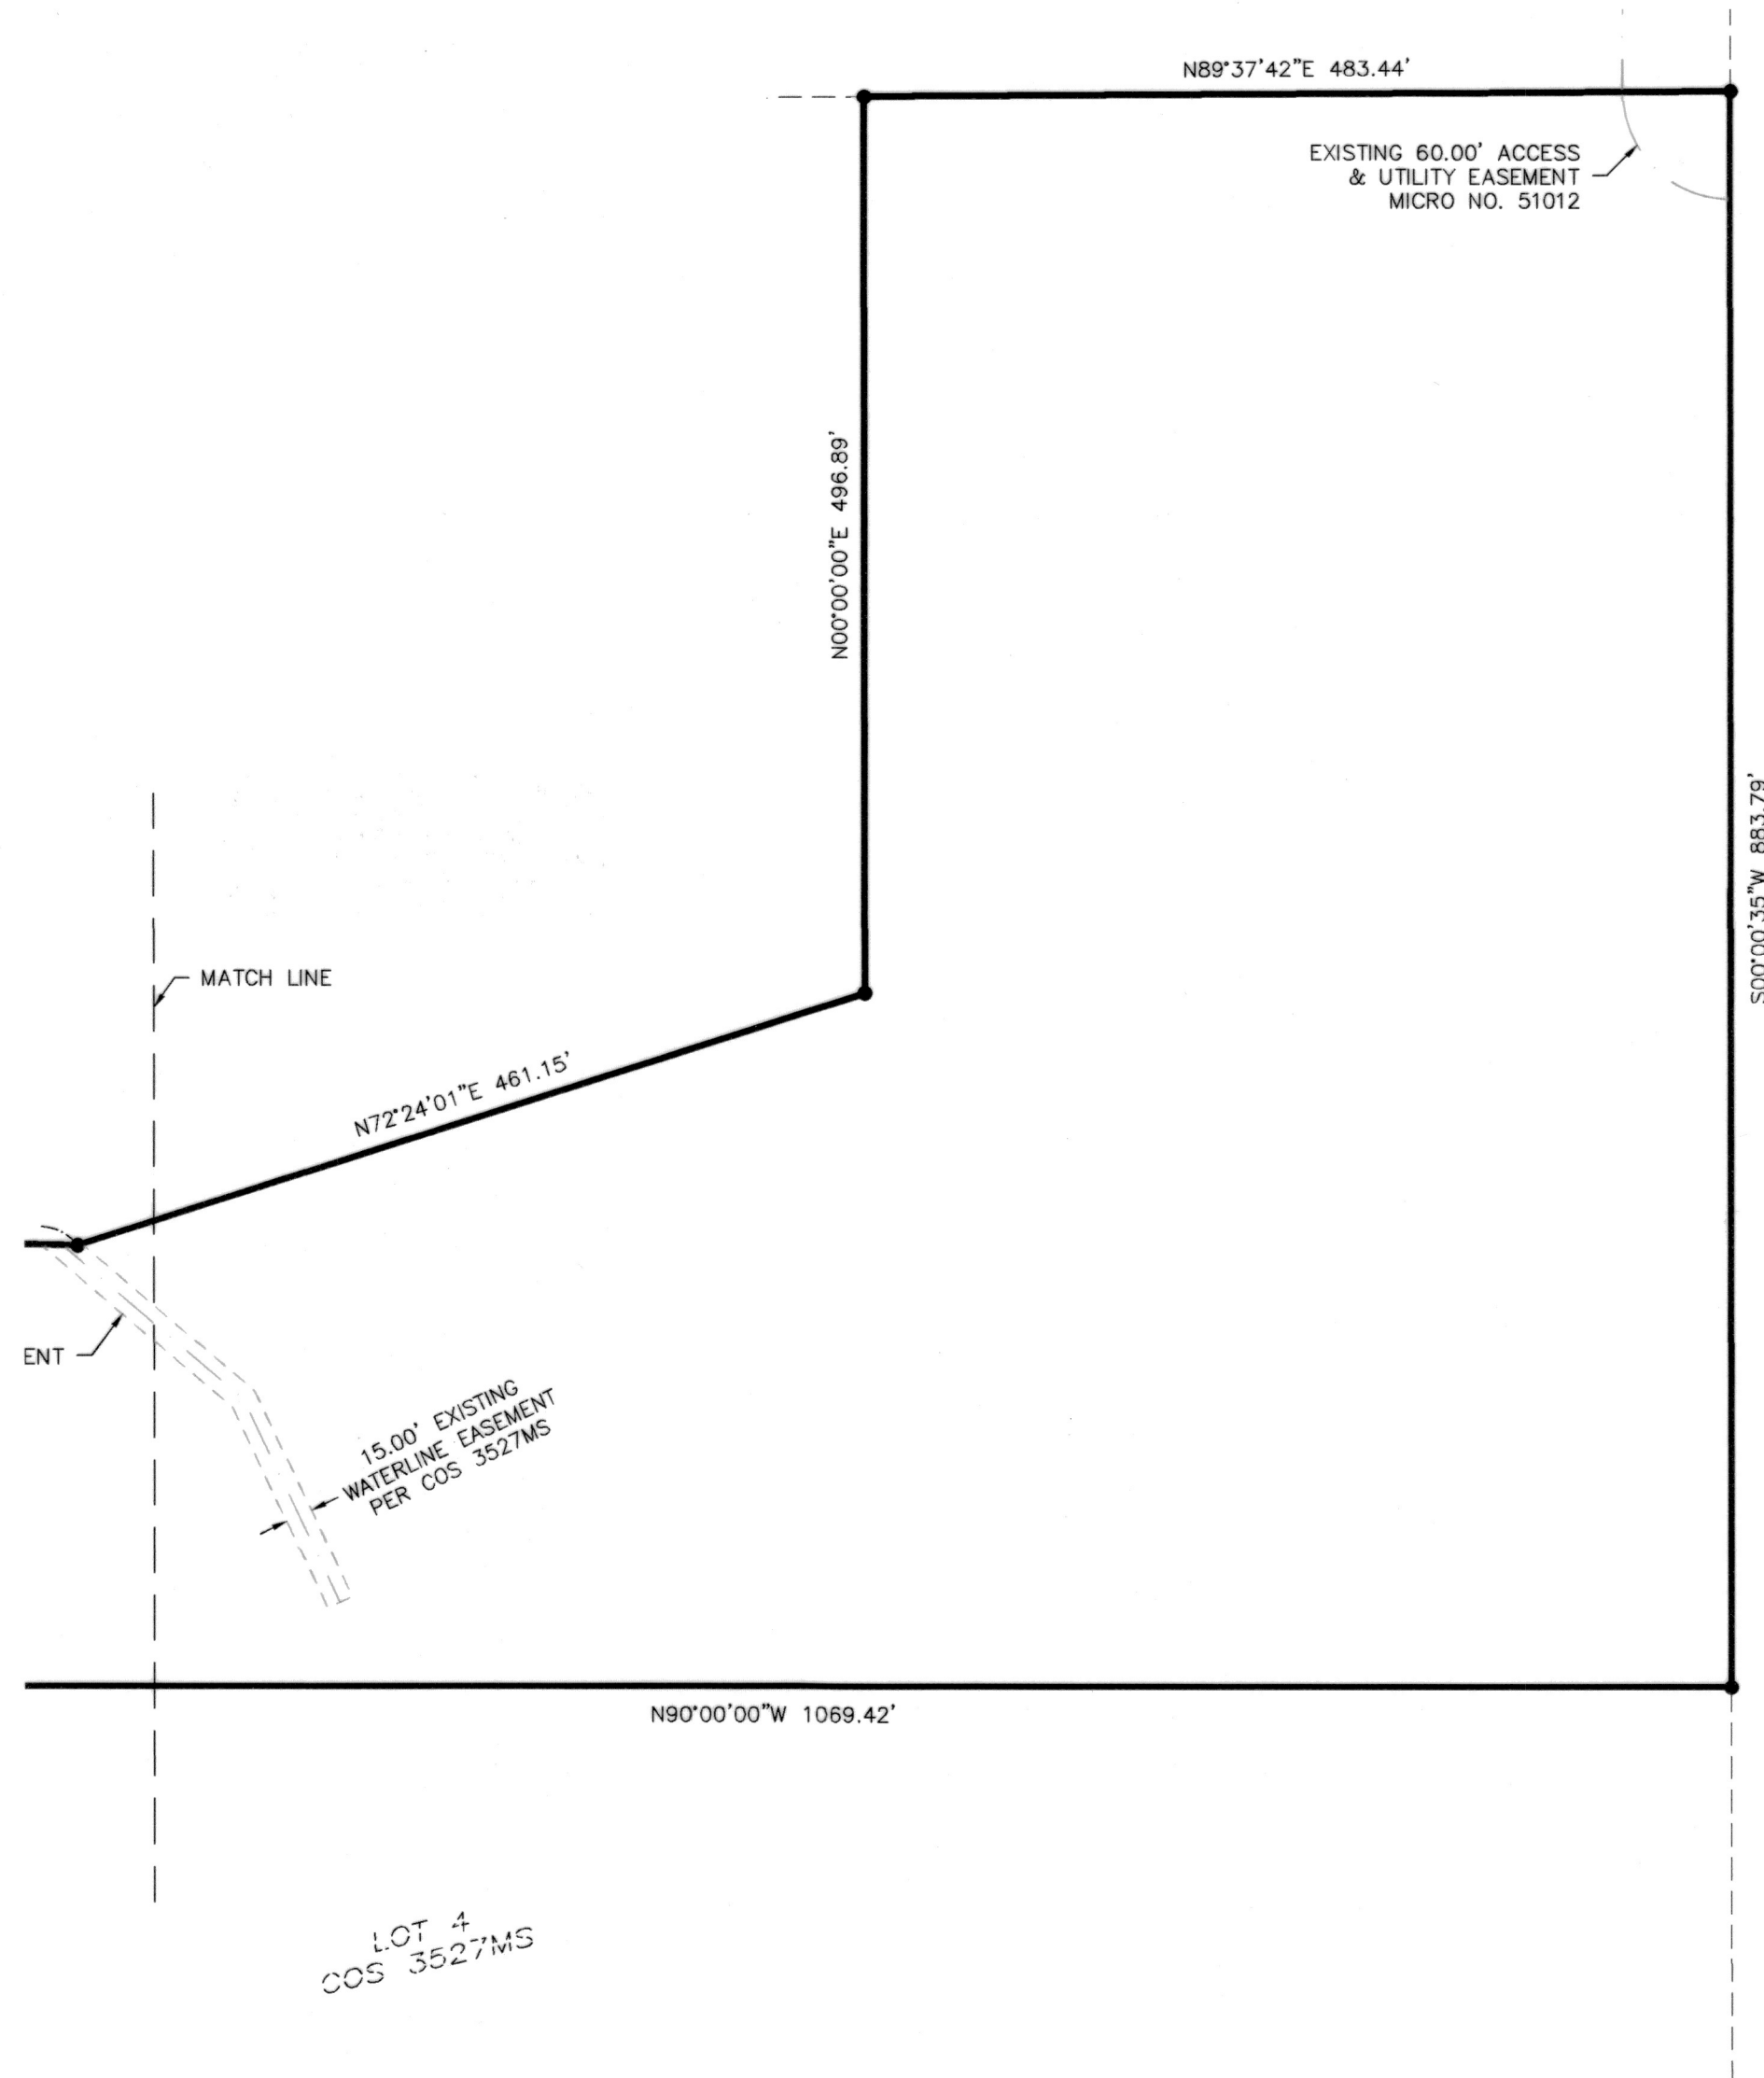 N89°37'42"E 483.44'
EXISTING 60.00' ACCESS
& UTILITY EASEMENT
MICRO NO. 51012
N00°00'00"E 496.89'
S00°00'35"W 883.79'
MATCH LINE
N72°24'01"E 461.15'
ENT
15.00' EXISTING
WATERLINE EASEMENT
PER COS 3527MS
N90°00'00"W 1069.42'
LOT 4
COS 3527MS